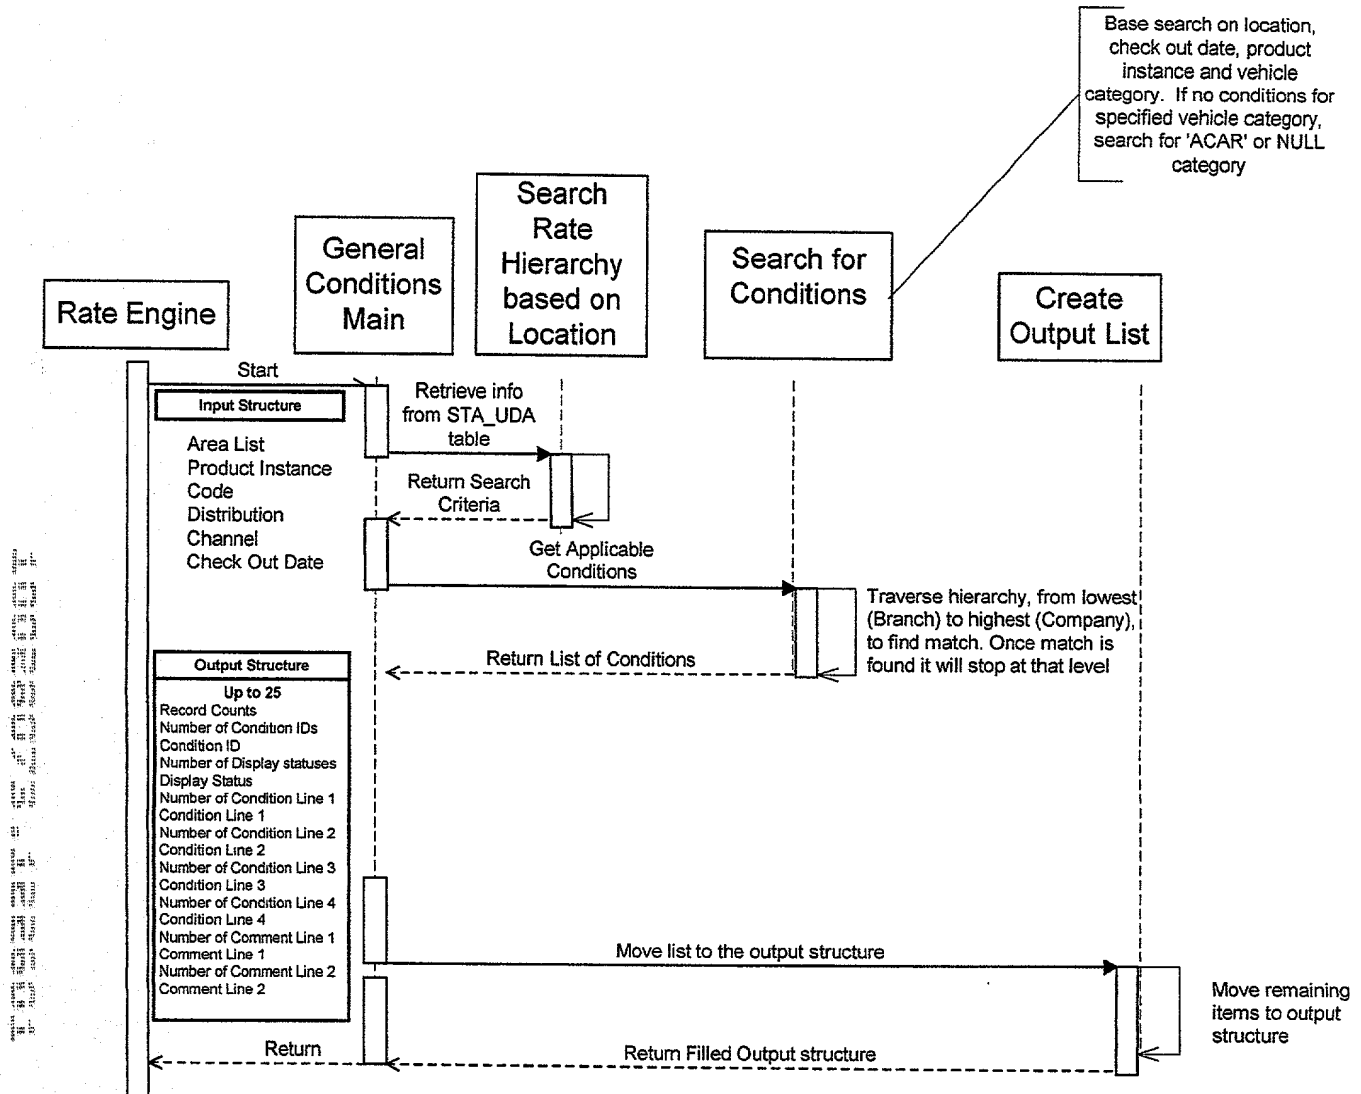 Base search on location,
check out date, product
instance and vehicle
category. If no conditions for
specified vehicle category,
search for 'ACAR' or NULL
category
Search
Rate
Hierarchy
based on
Location
General
Conditions
Main
Search for
Conditions
Rate Engine
Create
Output List
Start
Input Structure
Area List
Product Instance
Code
Distribution
Channel
Check Out Date
Retrieve info
from STA_UDA
table
Return Search
Criteria
Get Applicable
Conditions
Traverse hierarchy, from lowest
(Branch) to highest (Company),
to find match. Once match is
found it will stop at that level
Return List of Conditions
Output Structure
Up to 25
Record Counts
Number of Condition IDs
Condition ID
Number of Display statuses
Display Status
Number of Condition Line 1
Condition Line 1
Number of Condition Line 2
Condition Line 2
Number of Condition Line 3
Condition Line 3
Number of Condition Line 4
Condition Line 4
Number of Comment Line 1
Comment Line 1
Number of Comment Line 2
Comment Line 2
Move list to the output structure
Move remaining
items to output
structure
Return
Return Filled Output structure